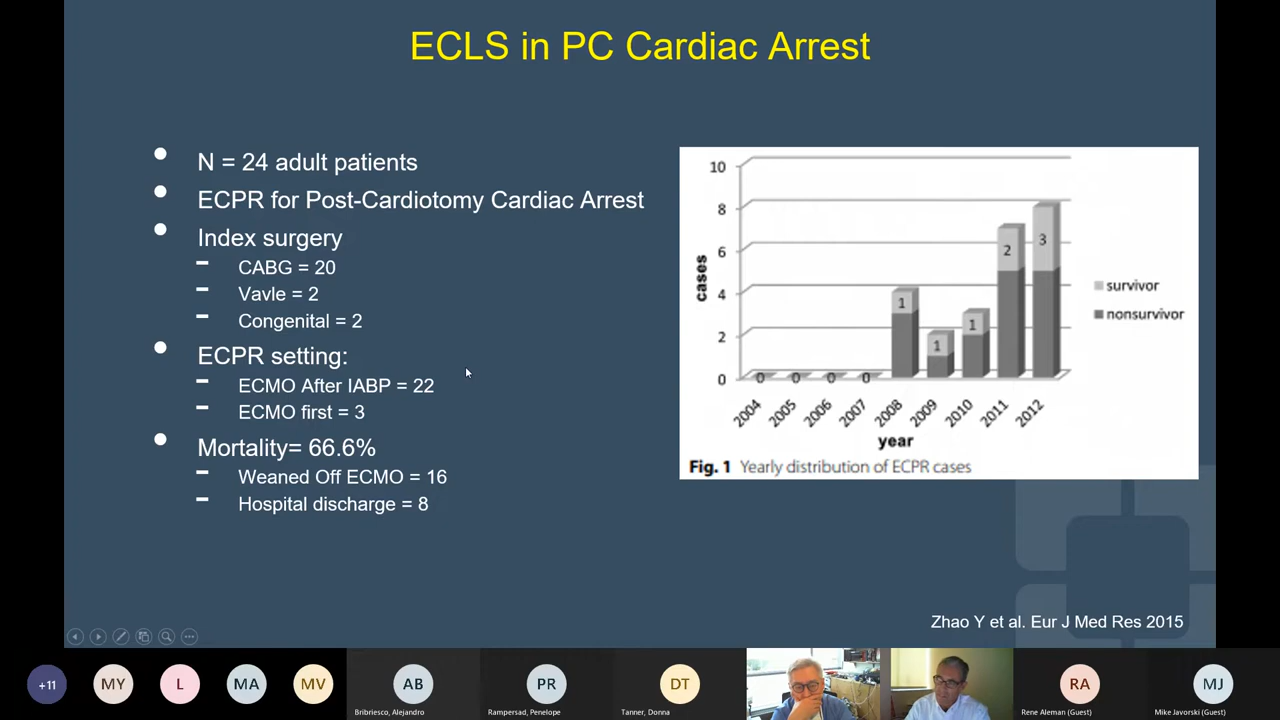 ECLS in PC Cardiac Arrest
N = 24 adult patients
ECPR for Post-Cardiotomy Cardiac Arrest
Index surgery
CABG = 20
Vavle = 2
Congenital = 2
ECPR setting:
ECMO After IABP = 22
ECMO first = 3
Mortality= 66.6%
Weaned Off ECMO = 16
Hospital discharge = 8
10
8
6
4
2
0
cases
0
0
0
0
1
1
1
2
3
2004
2005
2006
2007
2008
2009
2010
2011
2012
year
survivor
nonsurvivor
Fig. 1 Yearly distribution of ECPR cases
Zhao Y et al. Eur J Med Res 2015
+11
MY
L
MA
MV
AB
Bribriesco, Alejandro
PR
Rampersad, Penelope
DT
Tanner, Donna
RA
Rene Aleman (Guest)
MJ
Mike Javorski (Guest)